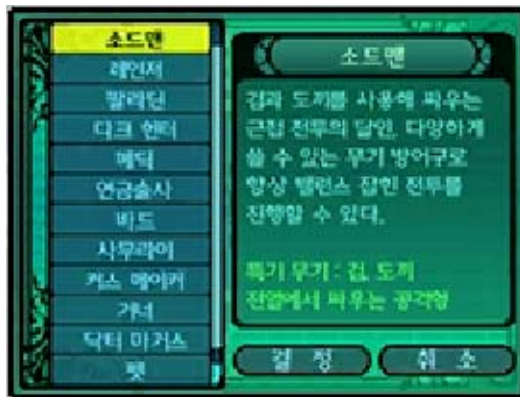 소드맨
레인저
팔라딘
다크 헌터
메딕
연금술사
바드
사무라이
커스 메이커
거너
닥터 마거스
펫
소드맨
검과 도끼를 사용해 싸우는
근접 전투의 달인. 다양하게
쓸 수 있는 무기 방어구로
항상 밸런스 잡힌 전투를
진행할 수 있다.
특기 무기 : 검, 도끼
전열에서 싸우는 공격형
결 정
취 소